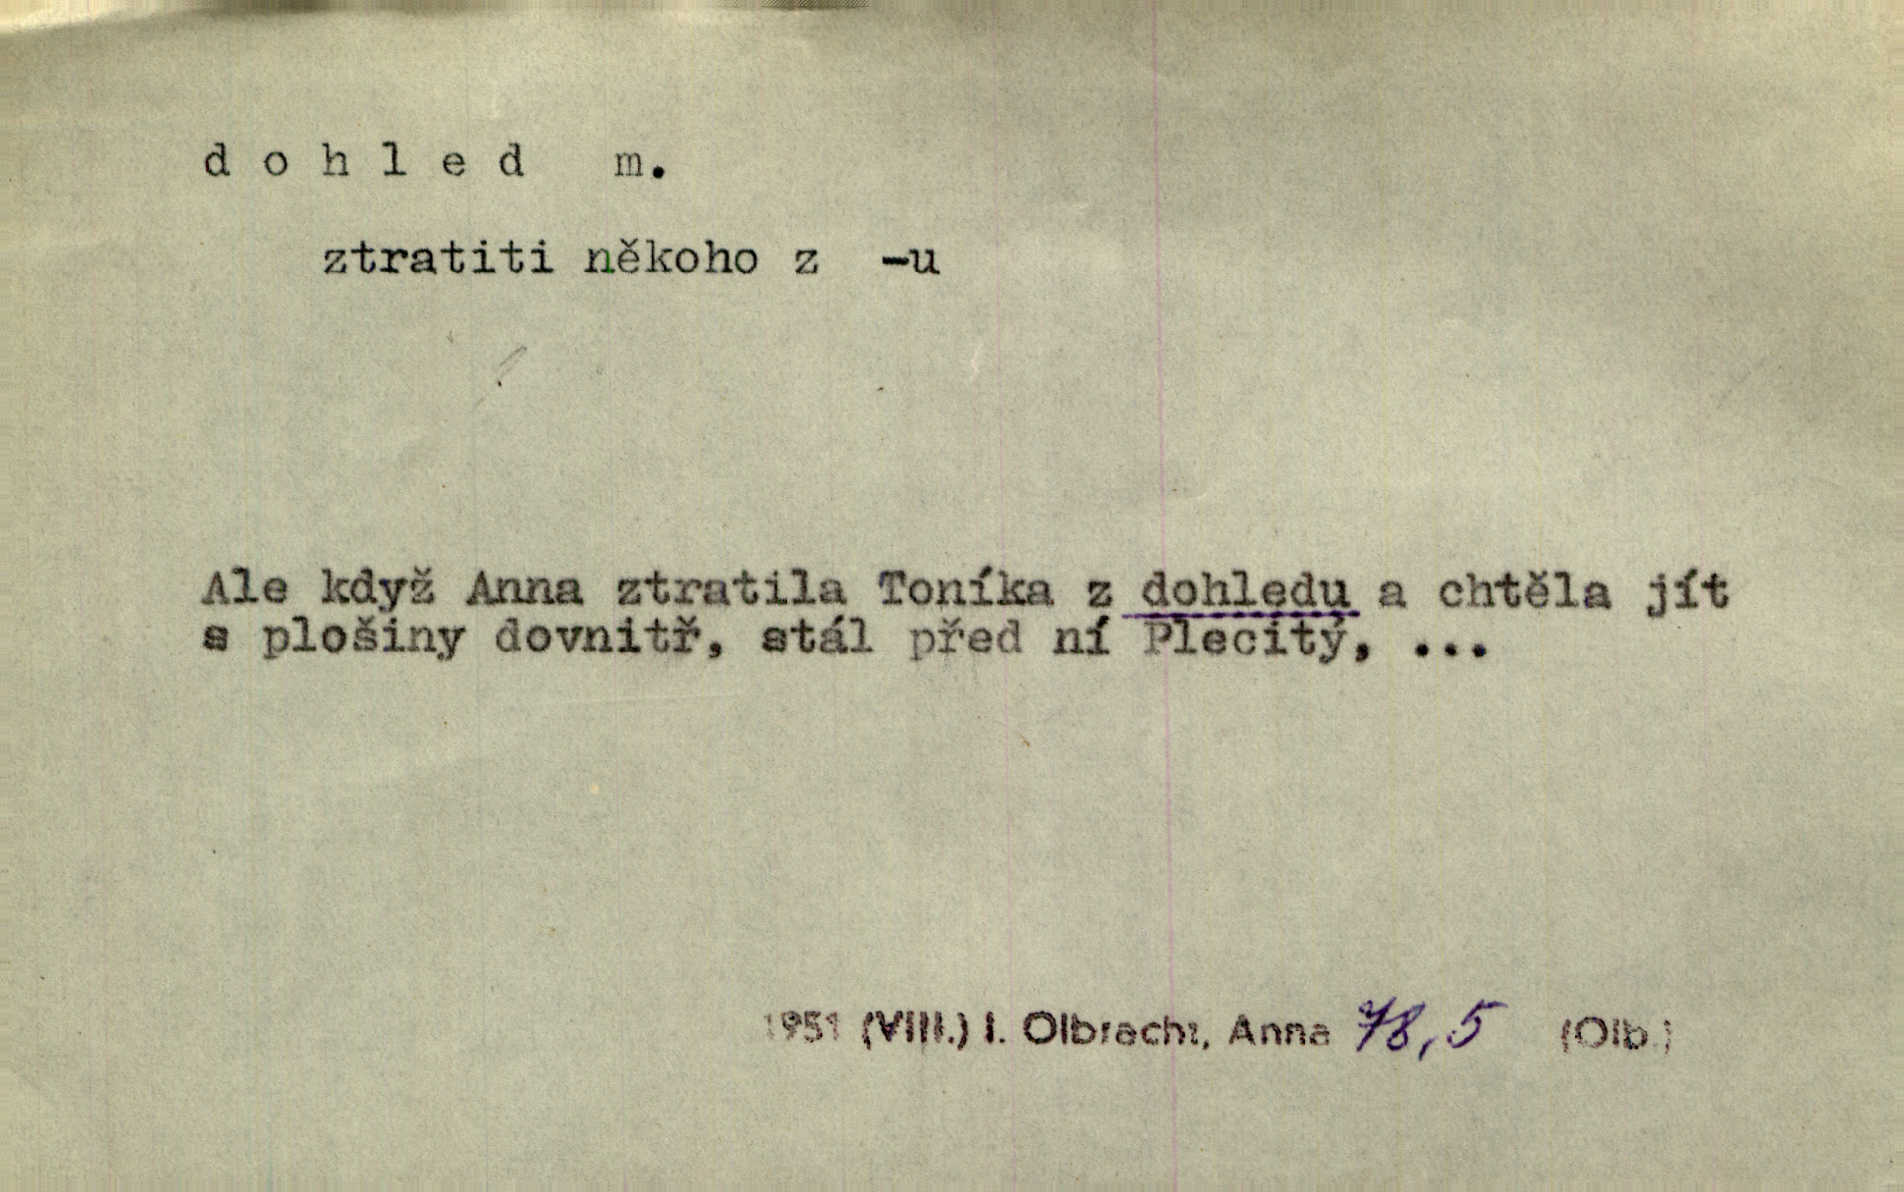 dohled m.
ztratiti někoho z -u
Ale když Anna ztratila Toníka z dohledu a chtěla jít
s plošiny dovnitř, stál před ní Plecitý, ...
1951 (VIII.) I. Olbracht, Anna 78,5 (Olb.)